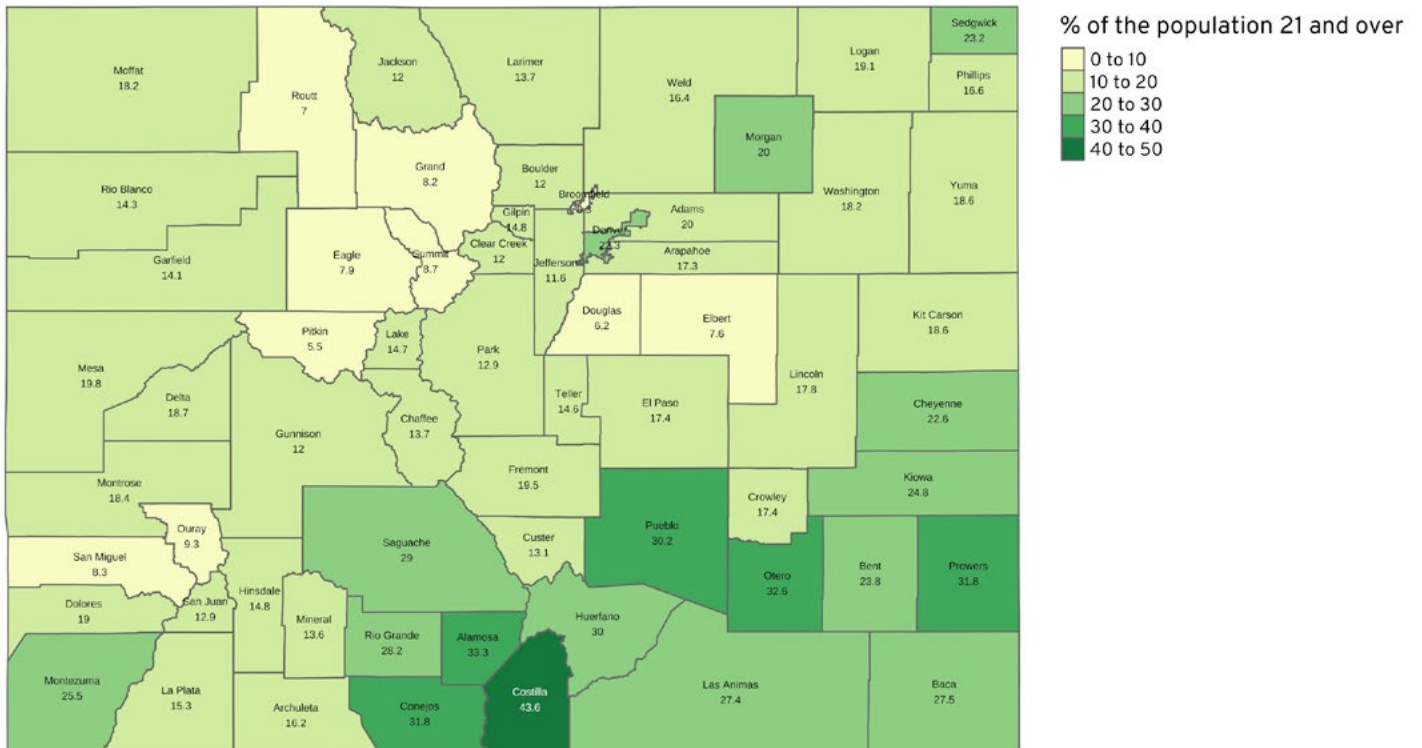 % of the population 21 and over
0 to 10
10 to 20
20 to 30
30 to 40
40 to 50
Moffat
18.2
Routt
7
Jackson
12
Larimer
13.7
Weld
16.4
Logan
19.1
Sedgwick
23.2
Phillips
16.6
Morgan
20
Grand
8.2
Boulder
12
Broomfield
Rio Blanco
14.3
Washington
18.2
Yuma
18.6
Gilpin
14.8
Adams
20
Denver
Clear Creek
12
Jefferson
11.6
Arapahoe
17.3
Garfield
14.1
Eagle
7.9
Summit
8.7
Douglas
6.2
Elbert
7.6
Kit Carson
18.6
Pitkin
5.5
Lake
14.7
Park
12.9
Mesa
19.8
Delta
18.7
Lincoln
17.8
Teller
14.6
El Paso
17.4
Cheyenne
22.6
Chaffee
13.7
Gunnison
12
Fremont
19.5
Kiowa
24.8
Montrose
18.4
Crowley
17.4
Ouray
9.3
Pueblo
30.2
Custer
13.1
Saguache
29
San Miguel
8.3
Otero
32.6
Bent
23.8
Prowers
31.8
Hinsdale
14.8
Dolores
19
San Juan
12.9
Mineral
13.6
Huerfano
30
Rio Grande
28.2
Alamosa
33.3
Montezuma
25.5
La Plata
15.3
Archuleta
16.2
Conejos
31.8
Costilla
43.6
Las Animas
27.4
Baca
27.5